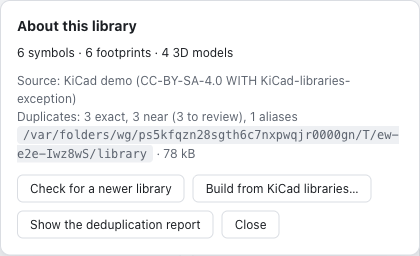 About this library
6 symbols · 6 footprints · 4 3D models
Source: KiCad demo (CC-BY-SA-4.0 WITH KiCad-libraries-
exception)
Duplicates: 3 exact, 3 near (3 to review), 1 aliases
/var/folders/wg/ps5kfqzn28sgth6c7nxpwqjr0000gn/T/ew-
e2e-Iwz8wS/library · 78 kB
Check for a newer library
Build from KiCad libraries…
Show the deduplication report
Close